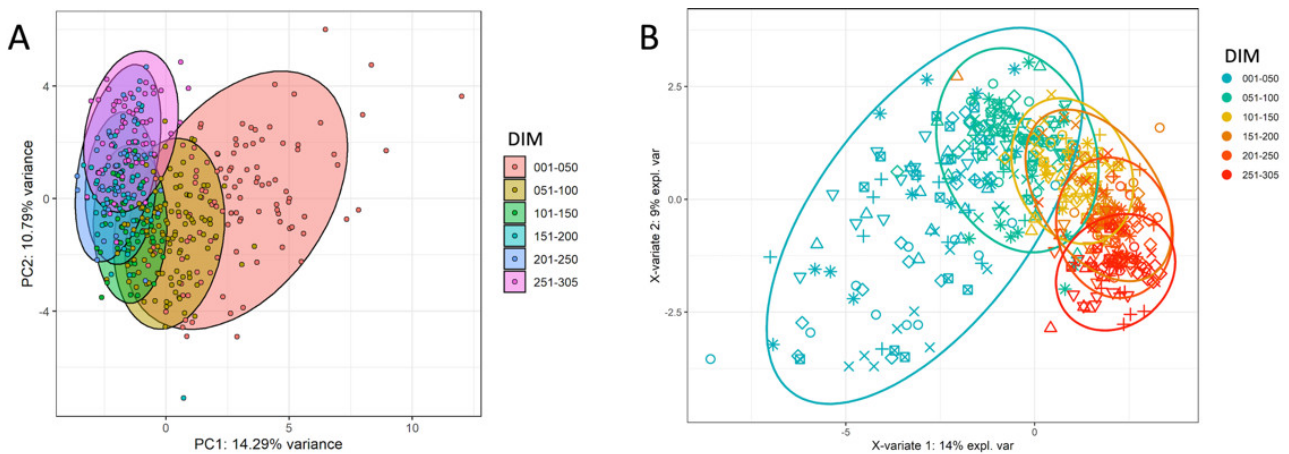 A
PC2: 10.79% variance
4
0
-4
0
5
10
PC1: 14.29% variance
DIM
001-050
051-100
101-150
151-200
201-250
251-305
B
X-variate 2: 9% expl. var
2.5
0.0
-2.5
-5
0
X-variate 1: 14% expl. var
DIM
001-050
051-100
101-150
151-200
201-250
251-305